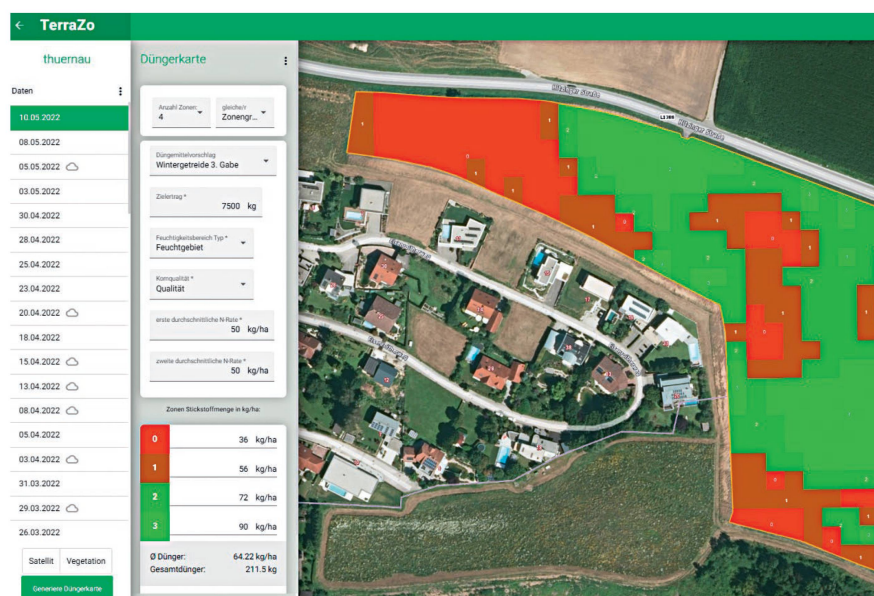 TerraZo
thuernau
Daten
10.05.2022
08.05.2022
05.05.2022
03.05.2022
30.04.2022
28.04.2022
25.04.2022
23.04.2022
20.04.2022
18.04.2022
15.04.2022
13.04.2022
08.04.2022
05.04.2022
03.04.2022
31.03.2022
29.03.2022
26.03.2022
Satellit Vegetation
Generiere Düngerkarte
Düngerkarte
Anzahl Zonen:
4
gleiche/r
Zonengr...
Düngemittelvorschlag
Wintergetreide 3. Gabe
Zielertrag *
7500 kg
Feuchtigkeitsbereich Typ *
Feuchtgebiet
Kornqualität *
Qualität
erste durchschnittliche N-Rate *
50 kg/ha
zweite durchschnittliche N-Rate *
50 kg/ha
Zonen Stickstoffmenge in kg/ha:
0 36 kg/ha
1 56 kg/ha
2 72 kg/ha
3 90 kg/ha
Ø Dünger: 64.22 kg/ha
Gesamtdünger: 211.5 kg